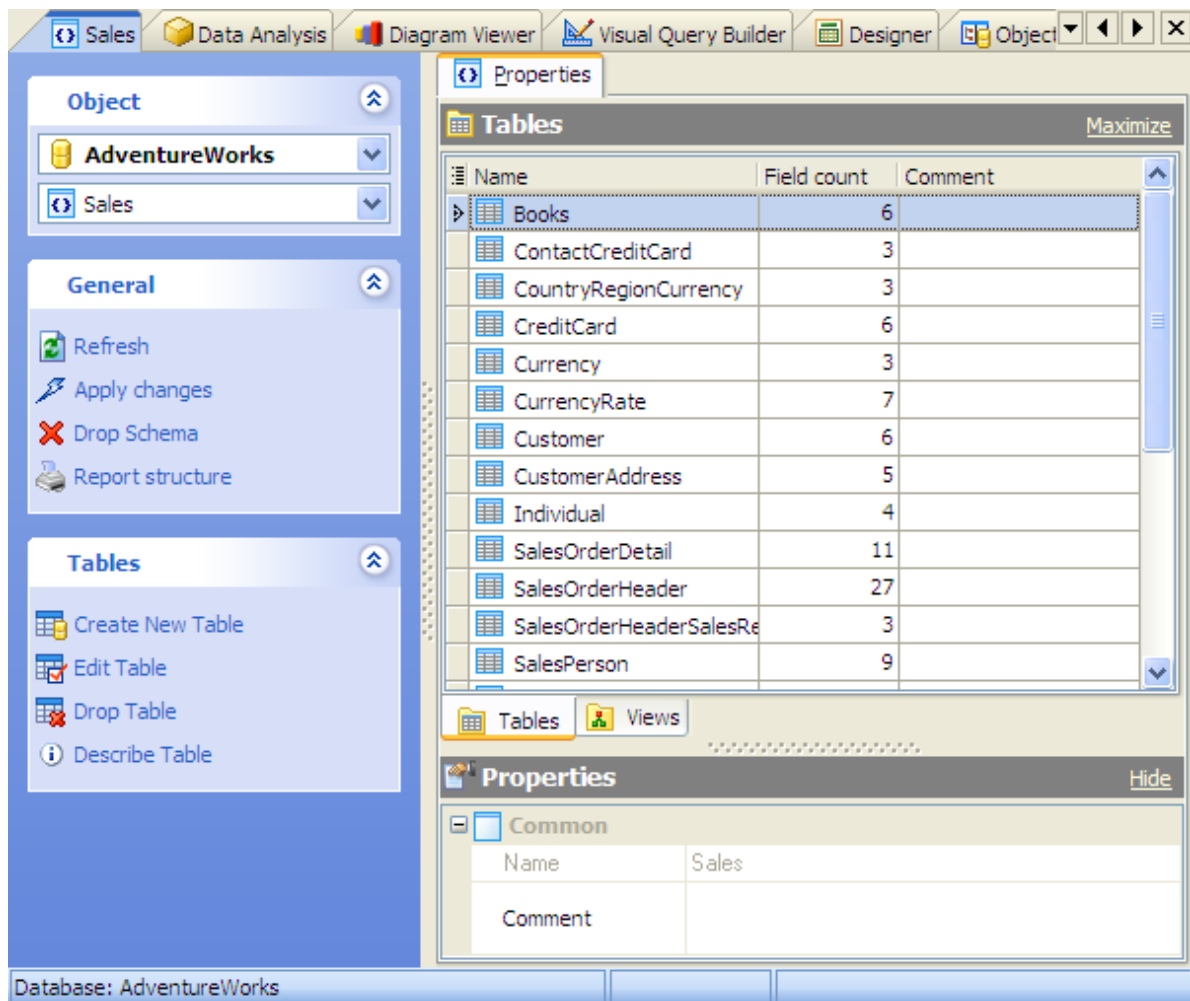 Sales Data Analysis Diagram Viewer Visual Query Builder Designer Object
Object
AdventureWorks
Sales
General
Refresh
Apply changes
Drop Schema
Report structure
Tables
Create New Table
Edit Table
Drop Table
Describe Table
Properties
Tables Maximize
Name Field count Comment
Books 6
ContactCreditCard 3
CountryRegionCurrency 3
CreditCard 6
Currency 3
CurrencyRate 7
Customer 6
CustomerAddress 5
Individual 4
SalesOrderDetail 11
SalesOrderHeader 27
SalesOrderHeaderSalesRe 3
SalesPerson 9
Tables Views
Properties Hide
Common
Name Sales
Comment
Database: AdventureWorks